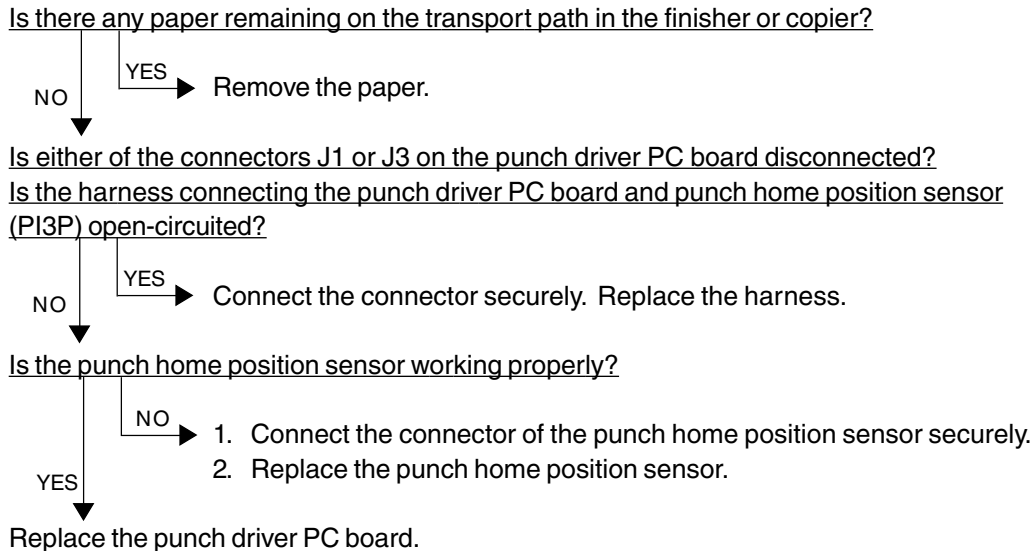 Is there any paper remaining on the transport path in the finisher or copier?
YES
Remove the paper.
NO
Is either of the connectors J1 or J3 on the punch driver PC board disconnected?
Is the harness connecting the punch driver PC board and punch home position sensor
(PI3P) open-circuited?
YES
Connect the connector securely. Replace the harness.
NO
Is the punch home position sensor working properly?
NO
1. Connect the connector of the punch home position sensor securely.
2. Replace the punch home position sensor.
YES
Replace the punch driver PC board.